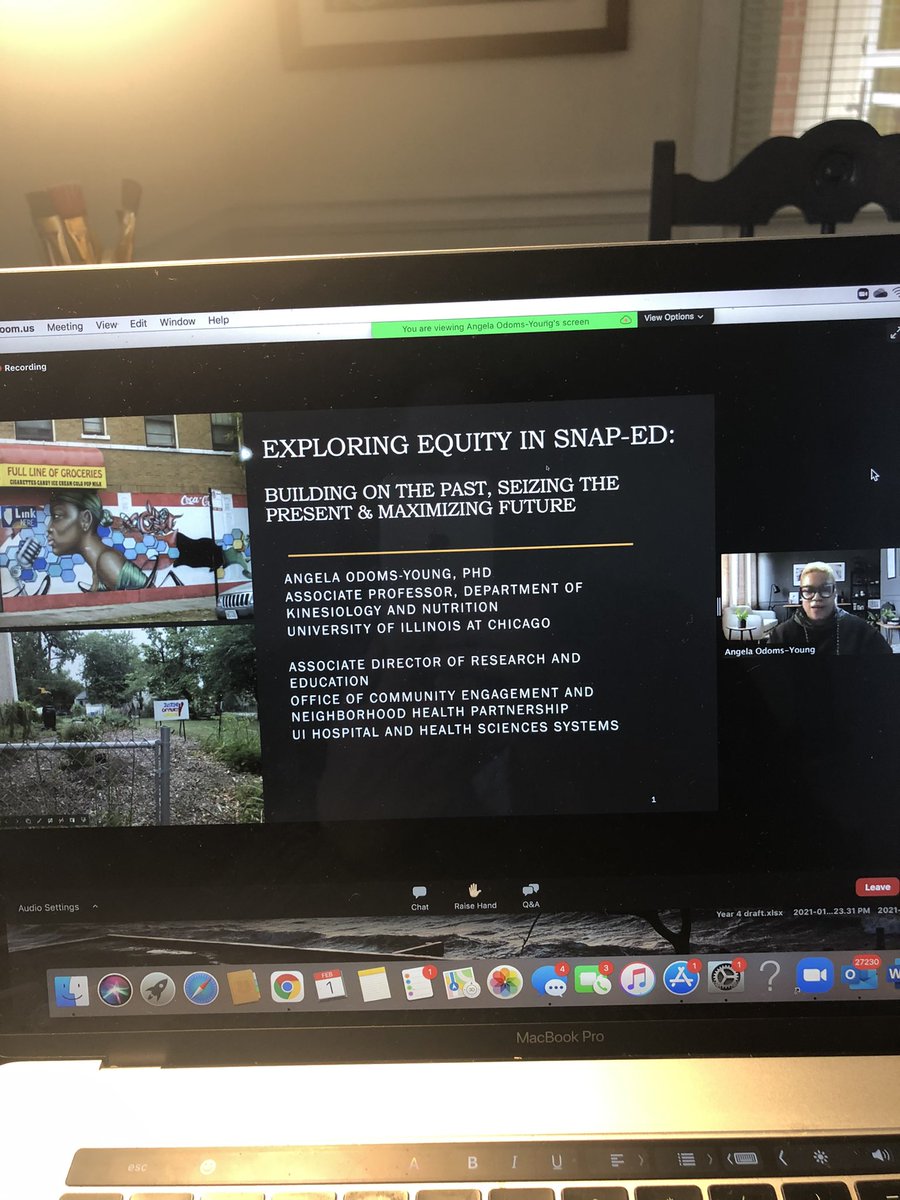 oom.us Meeting View Edit Window Help
You are viewing Angela Odoms-Young's screen
View Options
Recording
FULL LINE OF GROCERIES
CIGARETTES CANDY ICE CREAM COLD POP MILK
Coca-C
Link
HERE
EXPLORING EQUITY IN SNAP-ED:
BUILDING ON THE PAST, SEIZING THE
PRESENT & MAXIMIZING FUTURE
ANGELA ODOMS-YOUNG, PHD
ASSOCIATE PROFESSOR, DEPARTMENT OF
KINESIOLOGY AND NUTRITION
UNIVERSITY OF ILLINOIS AT CHICAGO
ASSOCIATE DIRECTOR OF RESEARCH AND
EDUCATION
OFFICE OF COMMUNITY ENGAGEMENT AND
NEIGHBORHOOD HEALTH PARTNERSHIP
UI HOSPITAL AND HEALTH SCIENCES SYSTEMS
1
Angela Odoms-Young
Audio Settings
Chat
Raise Hand
Q&A
Leave
Year 4 draft.xlsx 2021-01...23.31 PM 2021-
FEB
1
1
4
3
1
1
27230
W
MacBook Pro
esc
A B I U